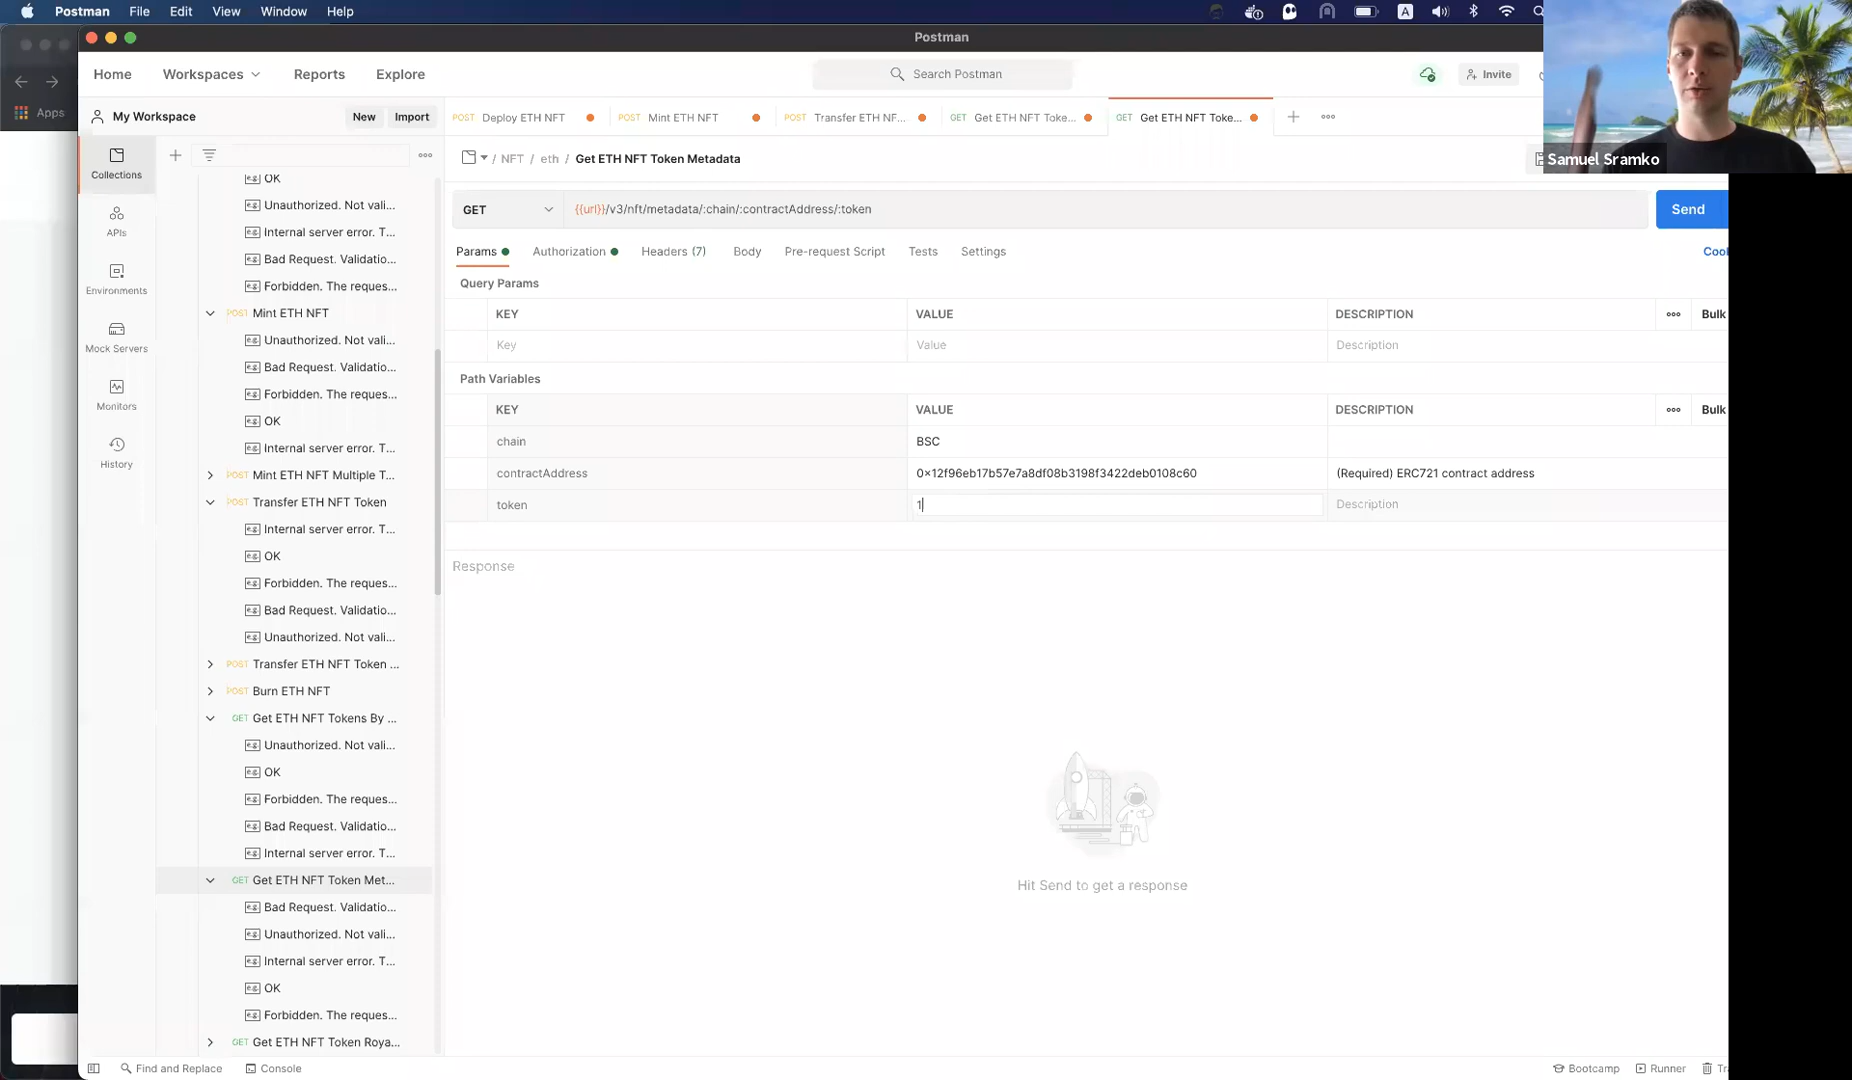 Postman File Edit View Window Help
A
Postman
Apps
Home Workspaces Reports Explore
Search Postman
Invite
My Workspace
New Import
Collections
APIs
Environments
Mock Servers
Monitors
History
OK
Unauthorized. Not vali...
Internal server error. T...
Bad Request. Validatio...
Forbidden. The reques...
POST Mint ETH NFT
Unauthorized. Not vali...
Bad Request. Validatio...
Forbidden. The reques...
OK
Internal server error. T...
POST Mint ETH NFT Multiple T...
POST Transfer ETH NFT Token
Internal server error. T...
OK
Forbidden. The reques...
Bad Request. Validatio...
Unauthorized. Not vali...
POST Transfer ETH NFT Token ...
POST Burn ETH NFT
GET Get ETH NFT Tokens By ...
Unauthorized. Not vali...
OK
Forbidden. The reques...
Bad Request. Validatio...
Internal server error. T...
GET Get ETH NFT Token Met...
Bad Request. Validatio...
Unauthorized. Not vali...
Internal server error. T...
OK
Forbidden. The reques...
Get ETH NFT Token Roya...
POST Deploy ETH NFT
POST Mint ETH NFT
POST Transfer ETH NF...
GET Get ETH NFT Toke...
GET Get ETH NFT Toke...
/ NFT / eth / Get ETH NFT Token Metadata
GET {{url}}/v3/nft/metadata/:chain/:contractAddress/:token
Send
Params Authorization Headers (7) Body Pre-request Script Tests Settings
Query Params
KEY VALUE DESCRIPTION Bulk
Key Value Description
Path Variables
KEY VALUE DESCRIPTION Bulk
chain BSC
contractAddress 0x12f96eb17b57e7a8df08b3198f3422deb0108c60 (Required) ERC721 contract address
token 1 Description
Response
Hit Send to get a response
Samuel Sramko
Find and Replace Console
Bootcamp Runner